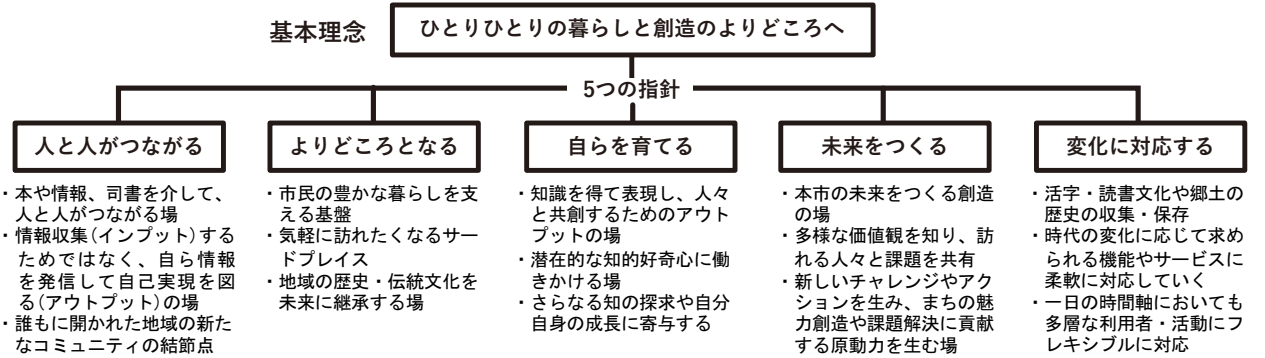 基本理念
ひとりひとりの暮らしと創造のよりどころへ
5つの指針
人と人がつながる
・本や情報、司書を介して、
人と人がつながる場
・情報収集（インプット）する
ためではなく、自ら情報
を発信して自己実現を図
る（アウトプット）の場
・誰もに開かれた地域の新た
なコミュニティの結節点
よりどころとなる
・市民の豊かな暮らしを支
える基盤
・気軽に訪れたくなるサー
ドプレイス
・地域の歴史・伝統文化を
未来に継承する場
自らを育てる
・知識を得て表現し、人々
と共創するためのアウト
プットの場
・潜在的な知的好奇心に働
きかける場
・さらなる知の探求や自分
自身の成長に寄与する
未来をつくる
・本市の未来をつくる創造
の場
・多様な価値観を知り、訪
れる人々と課題を共有
・新しいチャレンジやアク
ションを生み、まちの魅
力創造や課題解決に貢献
する原動力を生む場
変化に対応する
・活字・読書文化や郷土の
歴史の収集・保存
・時代の変化に応じて求め
られる機能やサービスに
柔軟に対応していく
・一日の時間軸においても
多層な利用者・活動にフ
レキシブルに対応